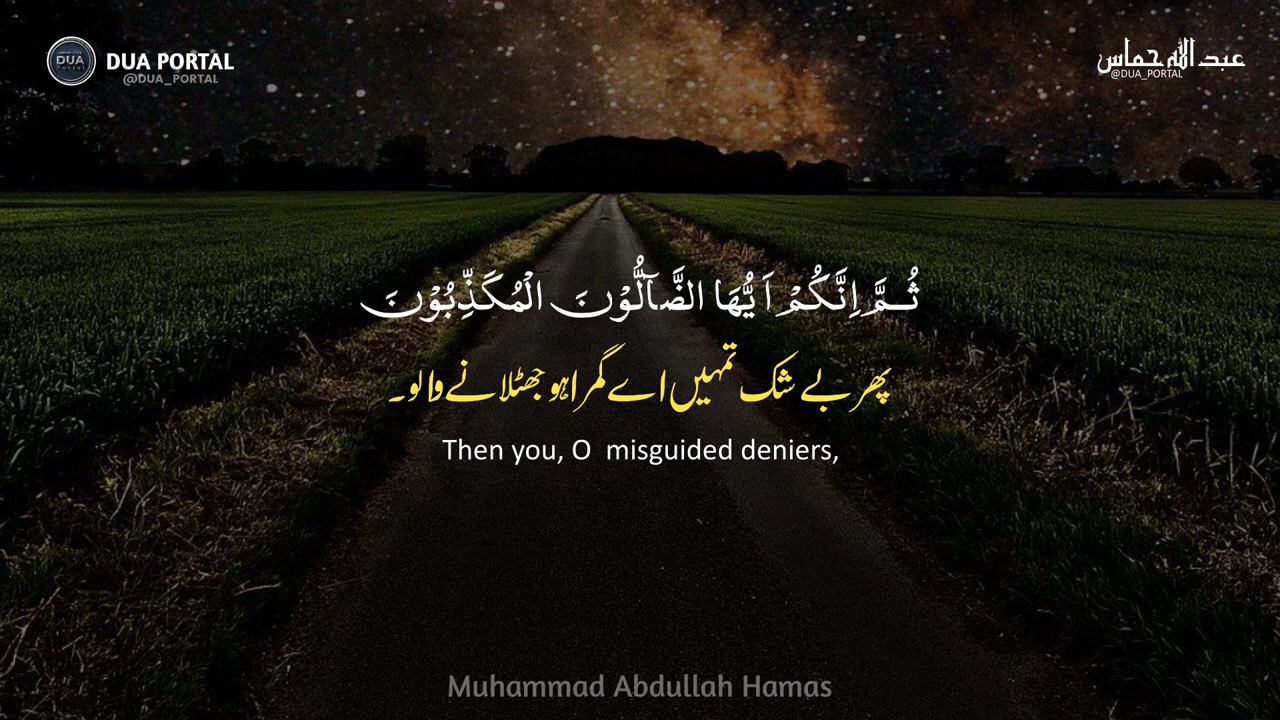 DUA PORTAL
@DUA_PORTAL
عبد الله حماس
@DUA_PORTAL
ثُمَّ اِنَّكُمْ اَيُّهَا الضَّآلُّوْنَ الْمُكَذِّبُوْنَ
پھر بے شک تمہیں اے گمراہو جھٹلانے والو۔
Then you, O  misguided deniers,
Muhammad Abdullah Hamas